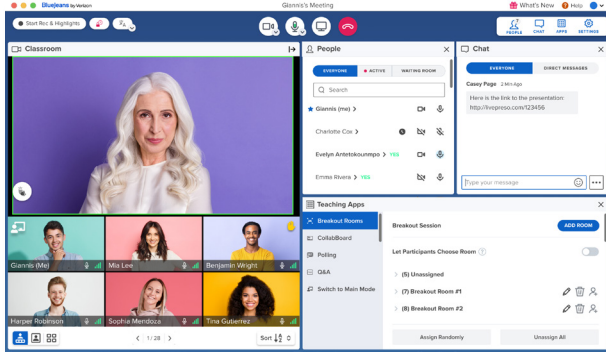 BlueJeans by Verizon
Giannis's Meeting
What's New
Help
Start Rec & Highlights
PEOPLE
CHAT
APPS
SETTINGS
Classroom
Giannis (Me)
Mia Lee
Benjamin Wright
Harper Robinson
Sophia Mendoza
Tina Gutierrez
1/28
Sort
People
EVERYONE
ACTIVE
WAITING ROOM
Search
Giannis (me)
Charlotte Cox
Evelyn Antetokounmpo YES
Emma Rivera YES
Chat
EVERYONE
DIRECT MESSAGES
Casey Page 2 Min Ago
Here is the link to the presentation:
http://livepreso.com/123456
Type your message
Teaching Apps
Breakout Rooms
CollabBoard
Polling
Q&A
Switch to Main Mode
Breakout Session
ADD ROOM
Let Participants Choose Room
(5) Unassigned
(7) Breakout Room #1
(8) Breakout Room #2
Assign Randomly
Unassign All